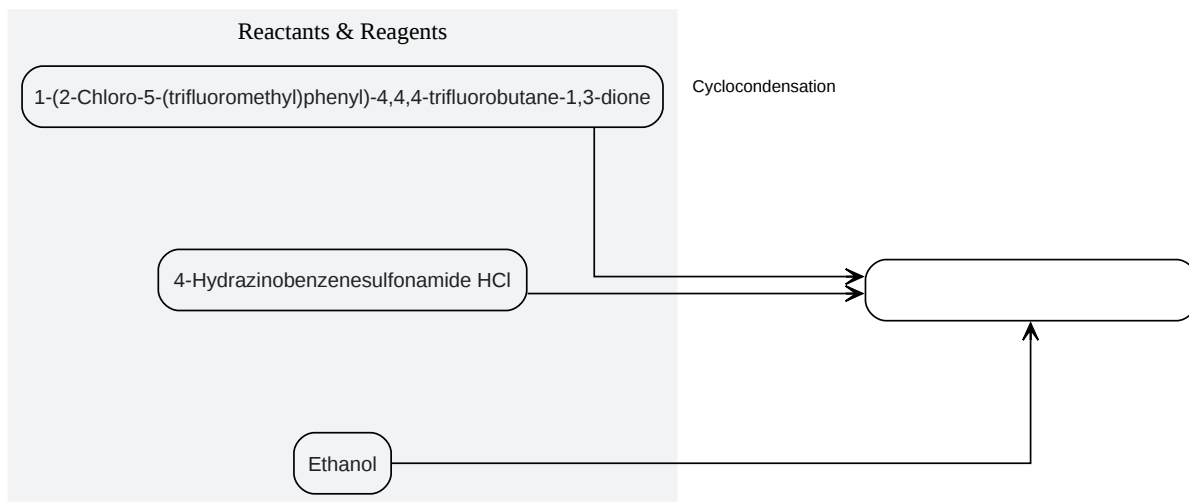 Reactants & Reagents
1-(2-Chloro-5-(trifluoromethyl)phenyl)-4,4,4-trifluorobutane-1,3-dione
Cyclocondensation
4-Hydrazinobenzenesulfonamide HCl
Ethanol